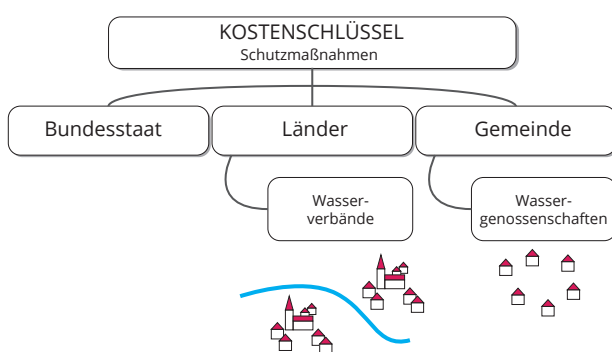 KOSTENSCHLÜSSEL
Schutzmaßnahmen
Bundesstaat
Länder
Gemeinde
Wasser-
verbände
Wasser-
genossenschaften